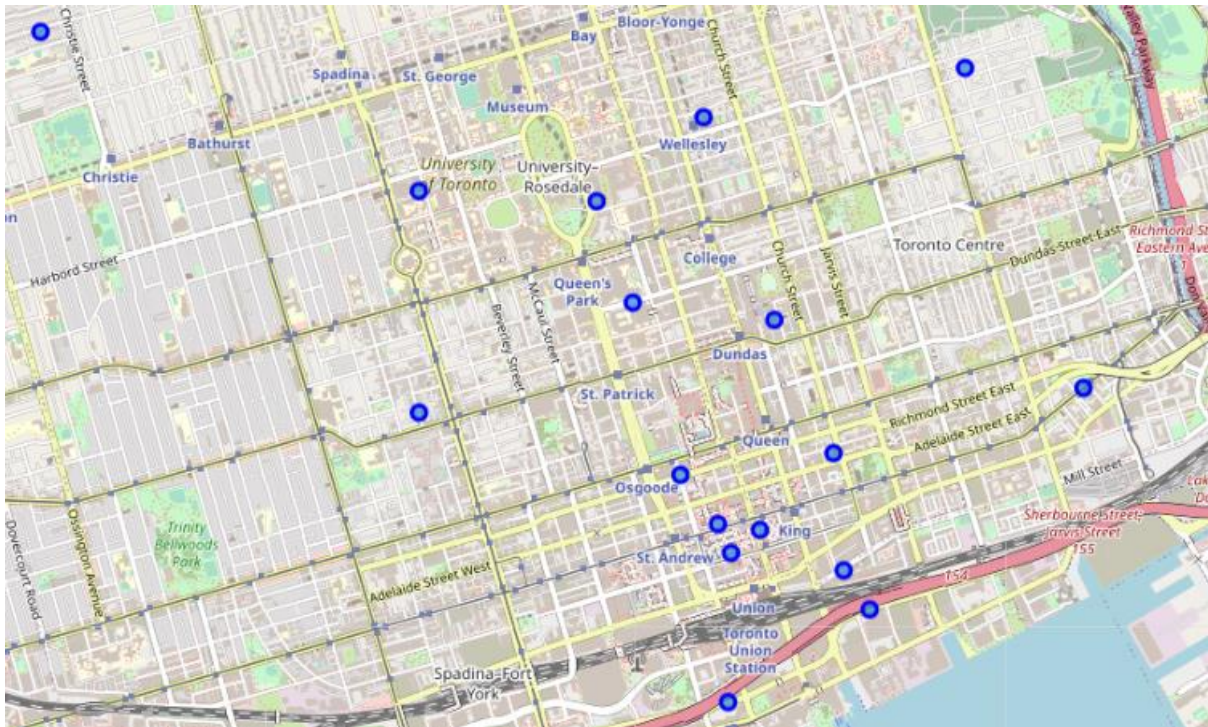 Bloor-Yonge
Bay
Church Street
Valley Parkway
Christie Street
Spadina
St. George
Museum
Bathurst
Wellesley
Christie
University
of Toronto
University–
Rosedale
Harbord Street
College
Toronto Centre
Dundas Street East
Jarvis Street
Church Street
Queen's
Park
McCaul Street
Beverley Street
Dundas
St. Patrick
Richmond Street East
Adelaide Street East
Queen
Osgoode
Mill Street
Trinity
Bellwoods
Park
Ossington Avenue
Dovercourt Road
St. Andrew
King
Sherbourne Street;
Jarvis Street
155
154
Adelaide Street West
Union
Toronto
Union
Station
Spadina–Fort
York